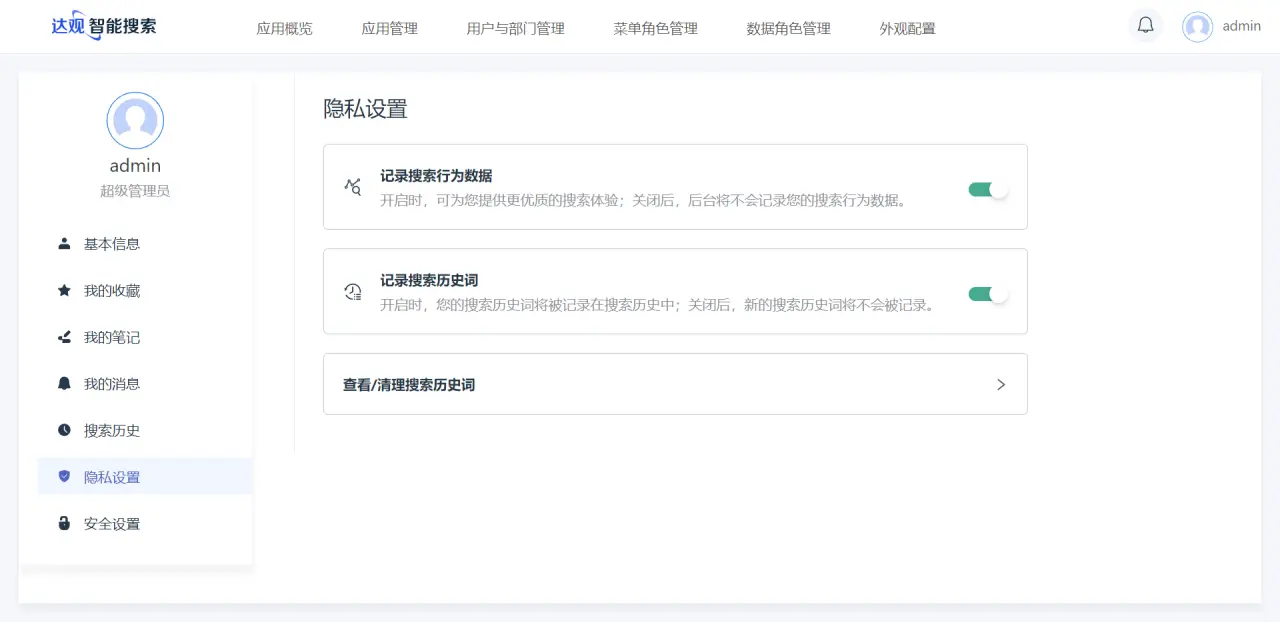 达观智能搜索
应用概览
应用管理
用户与部门管理
菜单角色管理
数据角色管理
外观配置
admin
admin
超级管理员
基本信息
我的收藏
我的笔记
我的消息
搜索历史
隐私设置
安全设置
隐私设置
记录搜索行为数据
开启时，可为您提供更优质的搜索体验；关闭后，后台将不会记录您的搜索行为数据。
记录搜索历史词
开启时，您的搜索历史词将被记录在搜索历史中；关闭后，新的搜索历史词将不会被记录。
查看/清理搜索历史词